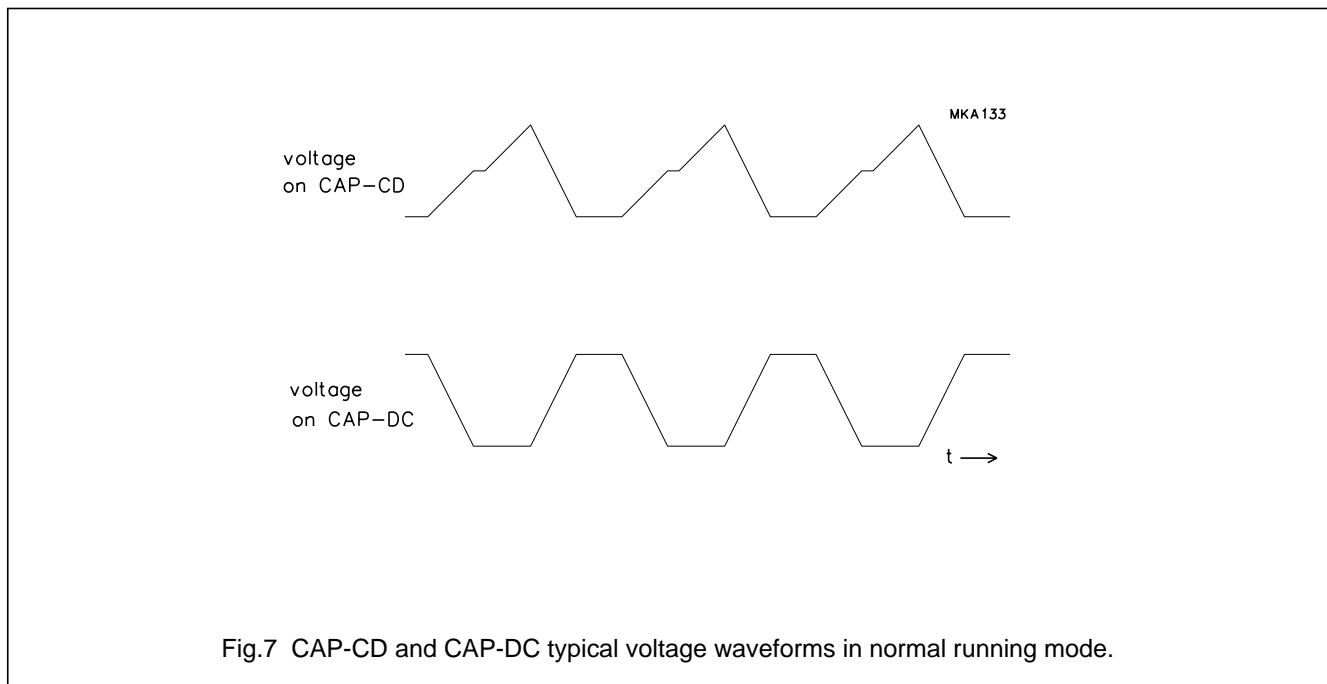 MKA133
voltage
on CAP-CD
voltage
on CAP-DC
t
Fig.7 CAP-CD and CAP-DC typical voltage waveforms in normal running mode.